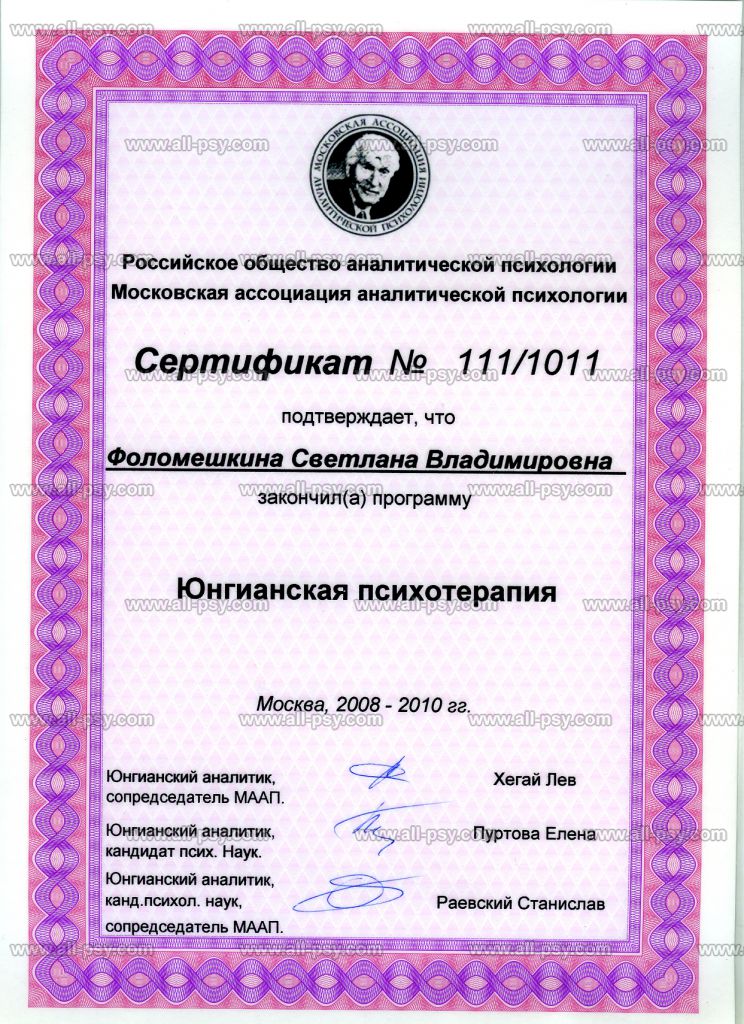 МОСКОВСКАЯ АССОЦИАЦИЯ АНАЛИТИЧЕСКОЙ ПСИХОЛОГИИ
Российское общество аналитической психологии
Московская ассоциация аналитической психологии
Сертификат № 111/1011
подтверждает, что
Фоломешкина Светлана Владимировна
закончил(а) программу
Юнгианская психотерапия
Москва, 2008 - 2010 гг.
Юнгианский аналитик,
сопредседатель МААП.
Хегай Лев
Юнгианский аналитик,
кандидат псих. Наук.
Пуртова Елена
Юнгианский аналитик,
канд.психол. наук,
сопредседатель МААП.
Раевский Станислав
www.all-psy.com